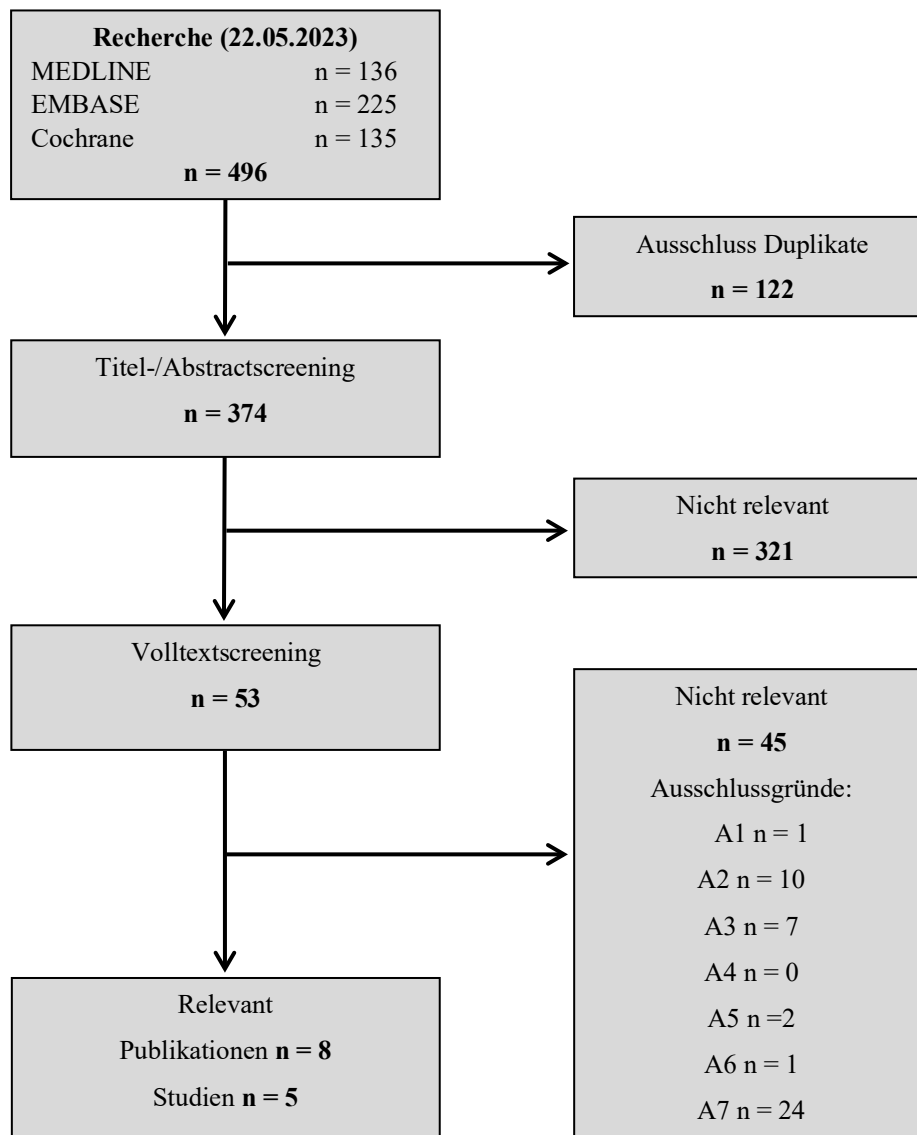 Recherche (22.05.2023)
MEDLINE n = 136
EMBASE n = 225
Cochrane n = 135
n = 496
Ausschluss Duplikate
n = 122
Titel-/Abstractscreening
n = 374
Nicht relevant
n = 321
Volltextscreening
n = 53
Nicht relevant
n = 45
Ausschlussgründe:
A1 n = 1
A2 n = 10
A3 n = 7
A4 n = 0
A5 n =2
A6 n = 1
A7 n = 24
Relevant
Publikationen n = 8
Studien n = 5